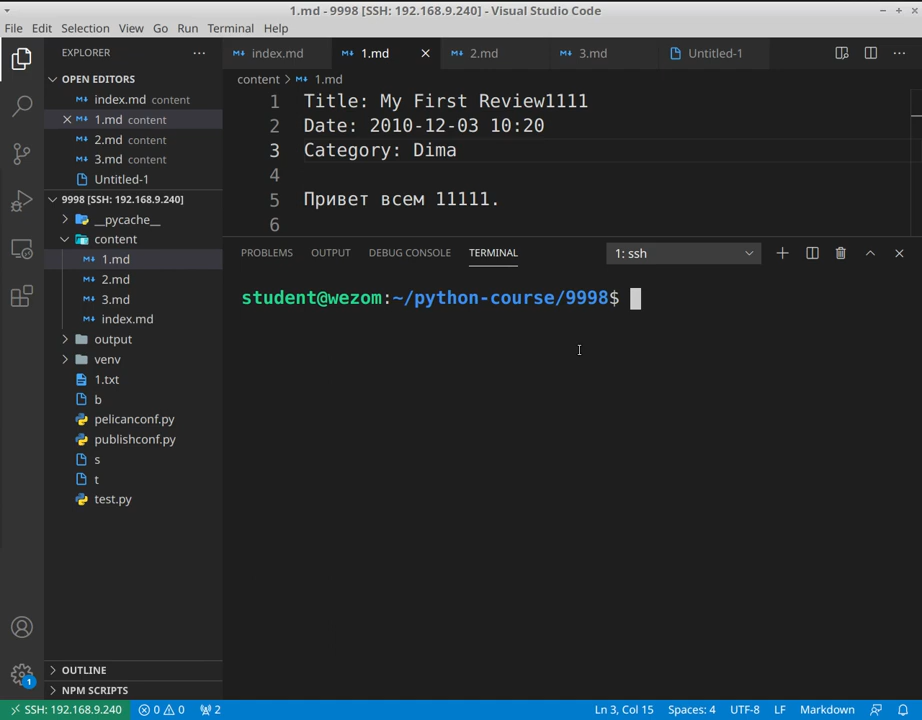 1.md - 9998 [SSH: 192.168.9.240] - Visual Studio Code
File Edit Selection View Go Run Terminal Help
EXPLORER
OPEN EDITORS
index.md content
1.md content
2.md content
3.md content
Untitled-1
9998 [SSH: 192.168.9.240]
__pycache__
content
1.md
2.md
3.md
index.md
output
venv
1.txt
b
pelicanconf.py
publishconf.py
s
t
test.py
OUTLINE
NPM SCRIPTS
index.md 1.md 2.md 3.md Untitled-1
content > 1.md
1 Title: My First Review1111
2 Date: 2010-12-03 10:20
3 Category: Dima
4
5 Привет всем 11111.
6
PROBLEMS OUTPUT DEBUG CONSOLE TERMINAL 1: ssh
student@wezom:~/python-course/9998$
1
SSH: 192.168.9.240 0 0 2 Ln 3, Col 15 Spaces: 4 UTF-8 LF Markdown